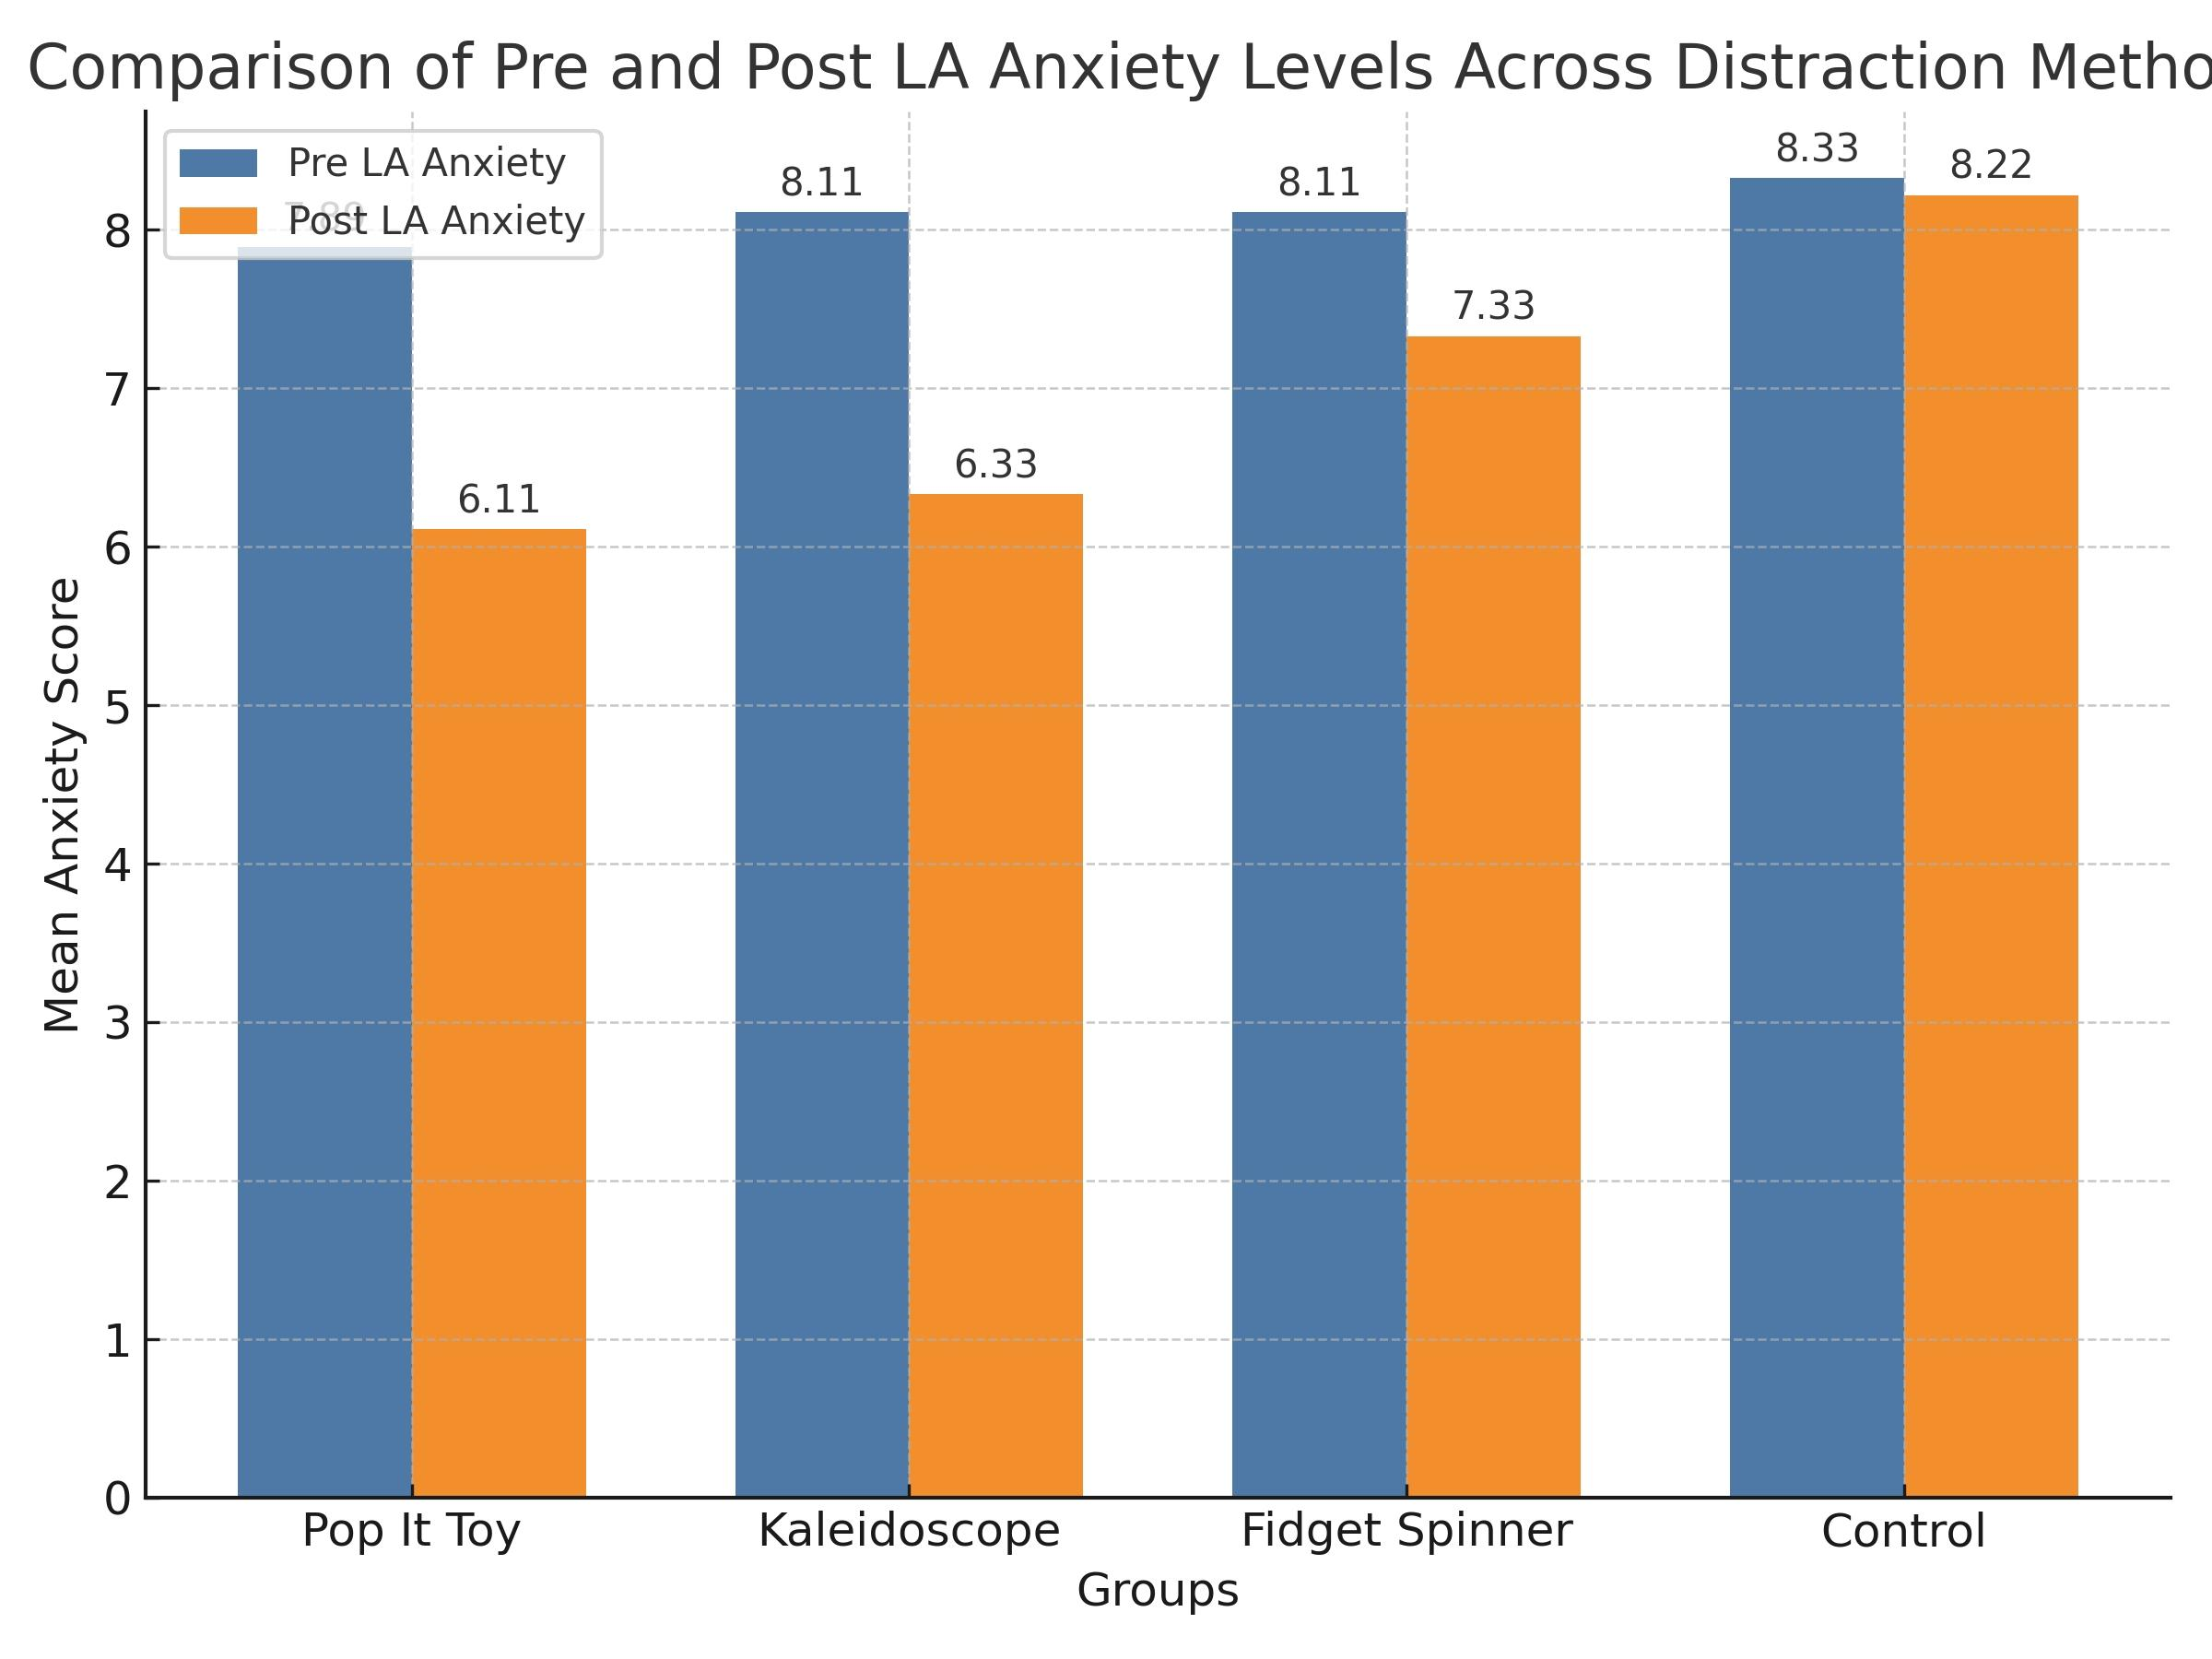 Comparison of Pre and Post LA Anxiety Levels Across Distraction Metho
Pre LA Anxiety
Post LA Anxiety
7.89
8.11
8.11
8.33
8.22
7.33
6.33
6.11
8
7
6
5
4
3
2
1
0
Mean Anxiety Score
Pop It Toy
Kaleidoscope
Fidget Spinner
Control
Groups